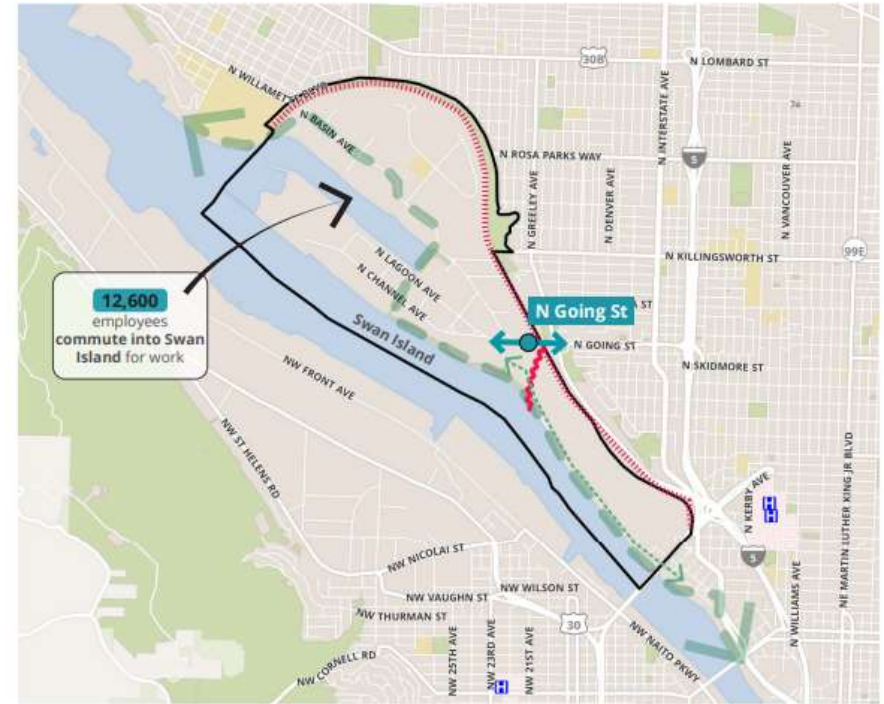 30B
N LOMBARD ST
N WILLAMETTE BLVD
N INTERSTATE AVE
N BASIN AVE
N ROSA PARKS WAY
5
N GREELEY AVE
N DENVER AVE
N VANCOUVER AVE
99E
N KILLINGSWORTH ST
N LAGOON AVE
N CHANNEL AVE
12,600
employees
commute into Swan
Island for work
Swan Island
N Going St
ST
N GOING ST
N SKIDMORE ST
NW FRONT AVE
NW ST HELENS RD
N KERBY AVE
H
H
NE MARTIN LUTHER KING JR BLVD
5
NW NICOLAI ST
NW WILSON ST
NW VAUGHN ST
NW THURMAN ST
30
N WILLIAMS AVE
NW NAITO PKWY
NW CORNELL RD
NW 25TH AVE
NW 23RD AVE
NW 21ST AVE
H